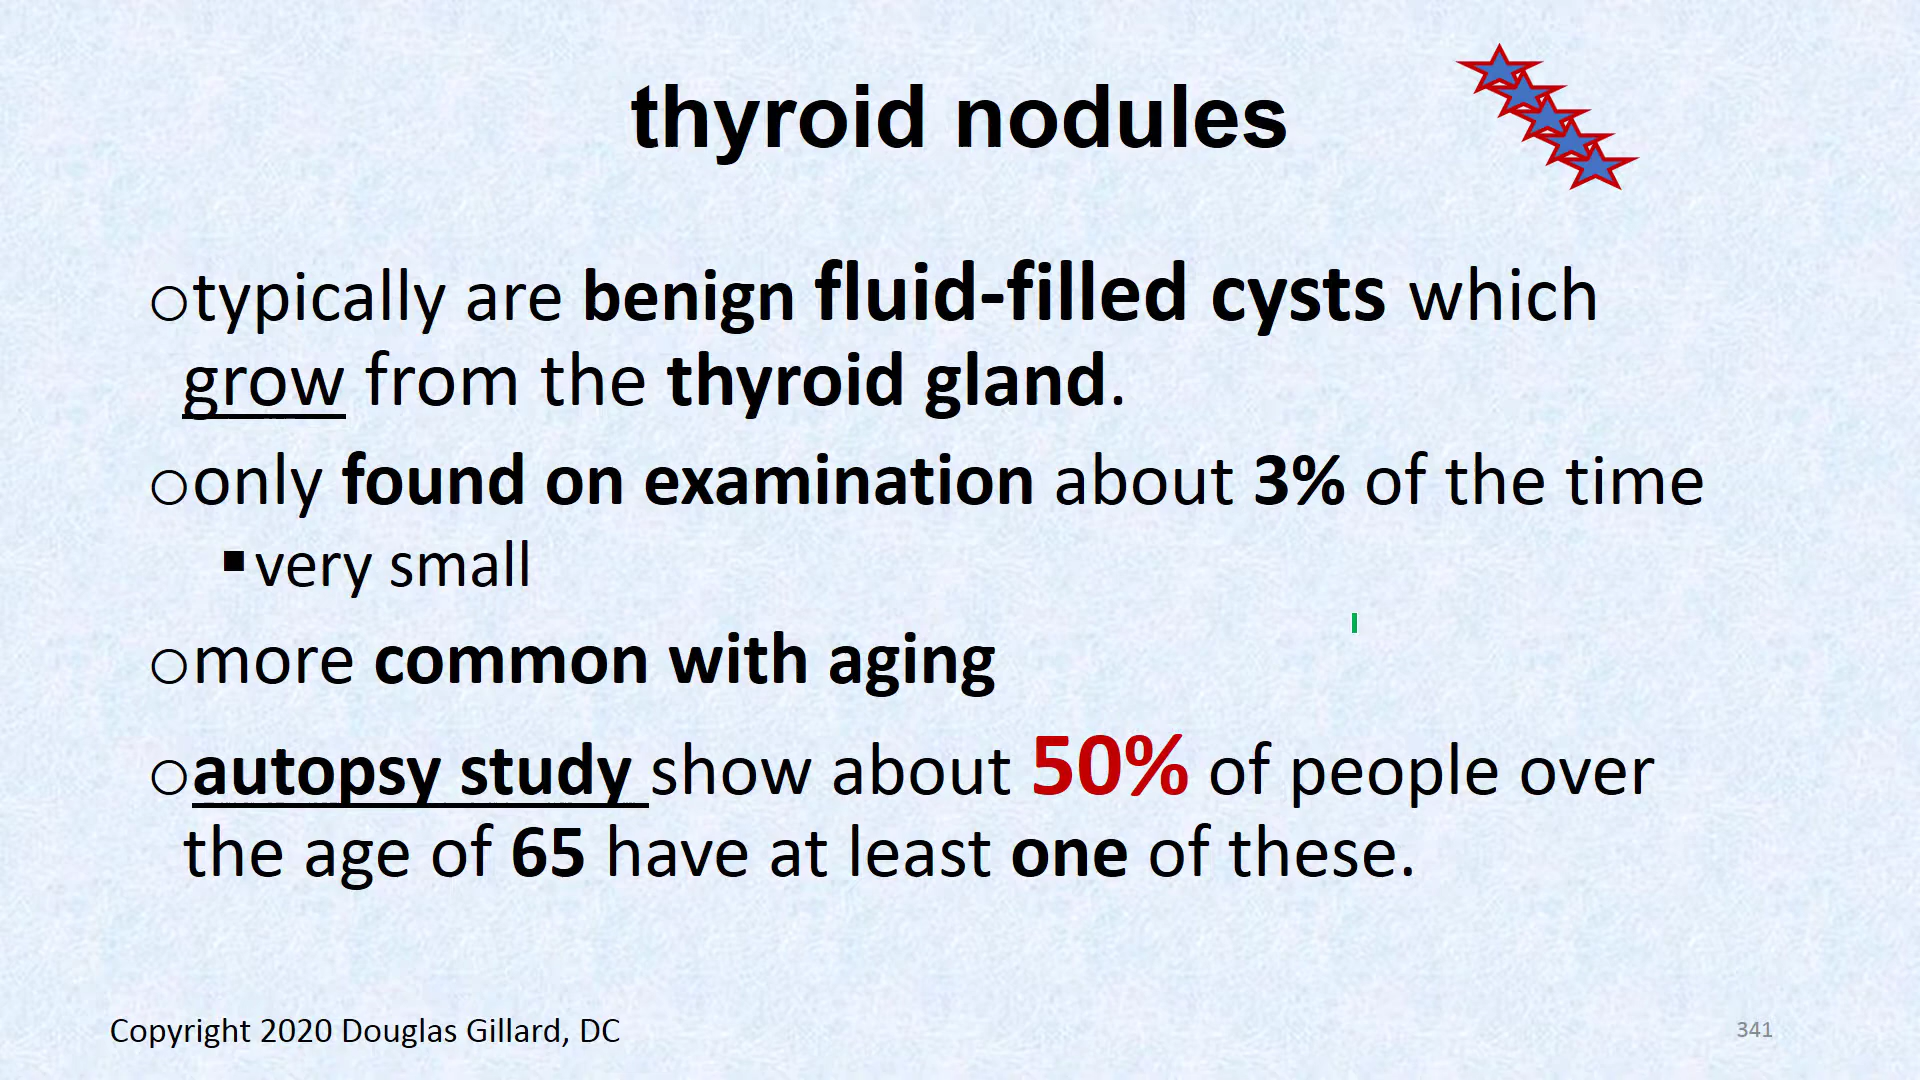 thyroid nodules
typically are benign fluid-filled cysts which
grow from the thyroid gland.
only found on examination about 3% of the time
very small
more common with aging
autopsy study show about 50% of people over
the age of 65 have at least one of these.
Copyright 2020 Douglas Gillard, DC
341